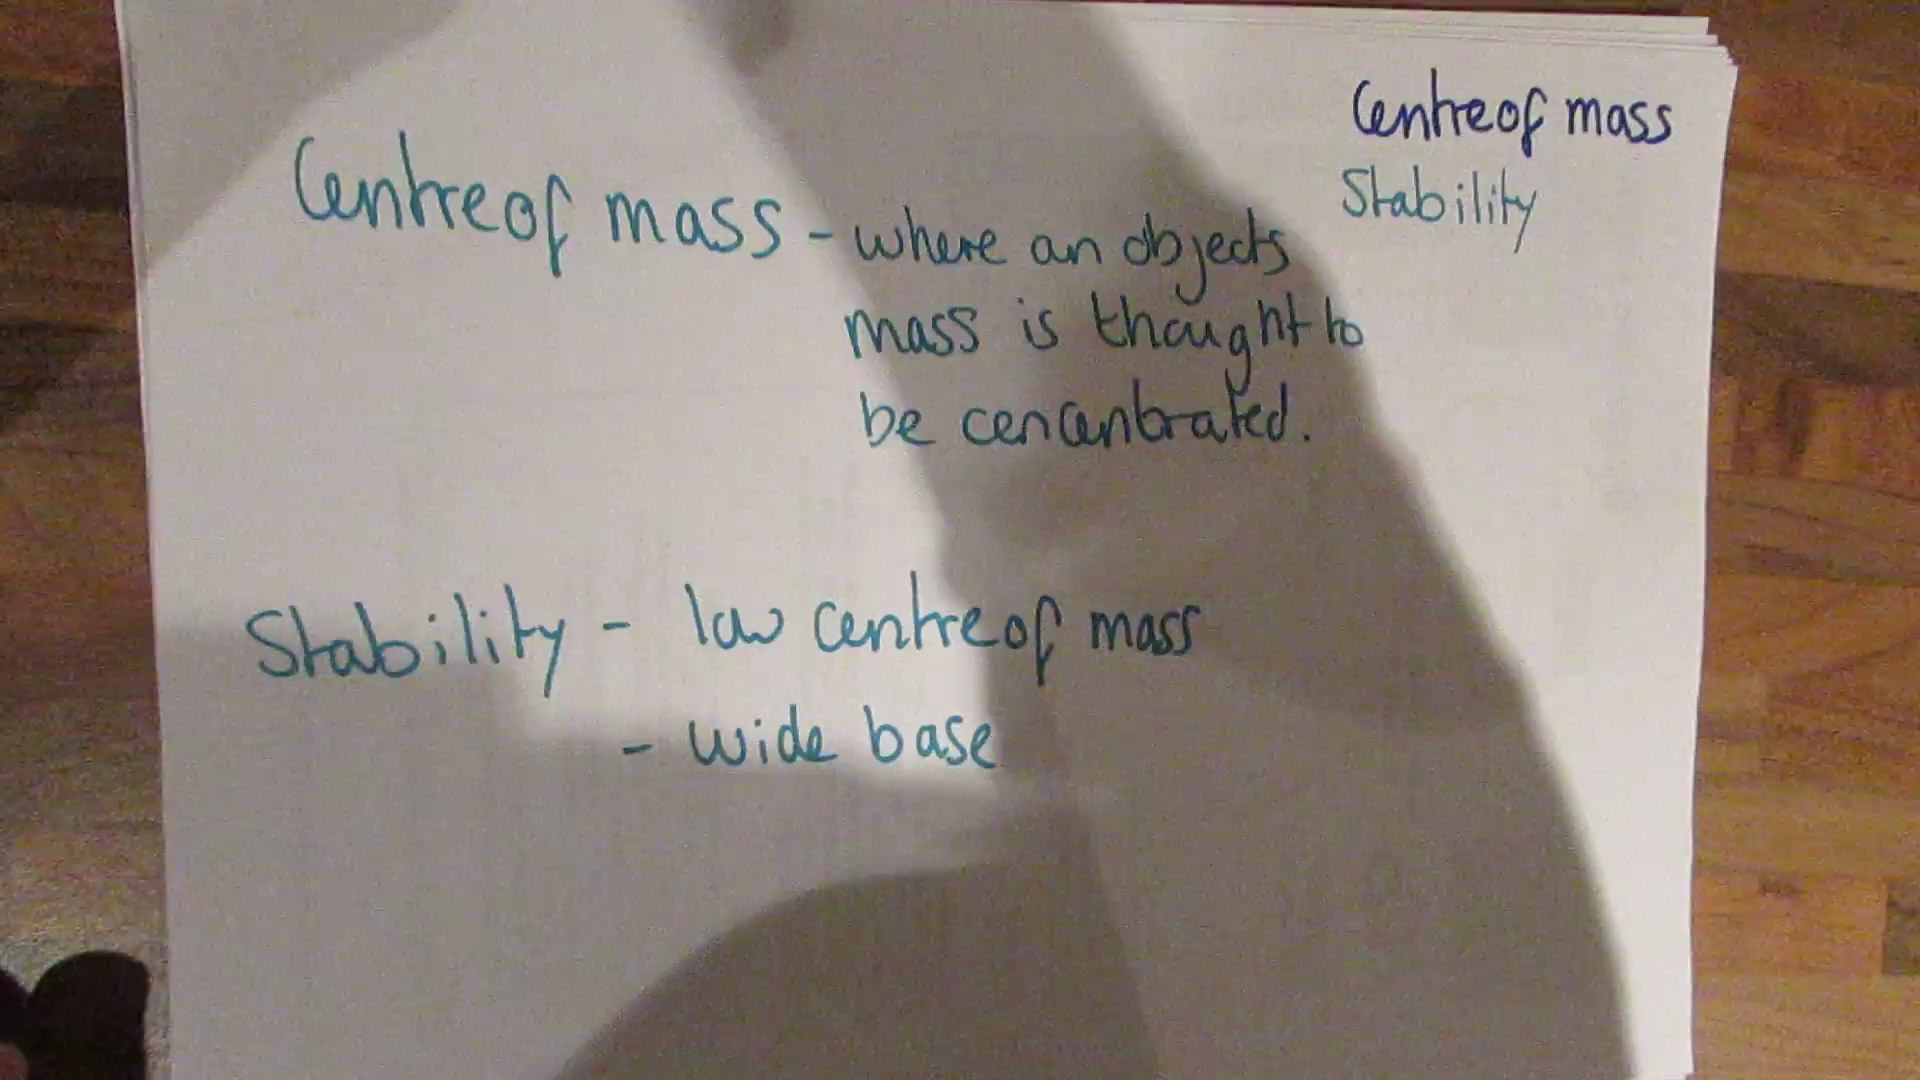 Centre of mass
Stability
Centre of mass - where an objects
mass is thought to
be cencentrated.
Stability - low centre of mass
- wide base